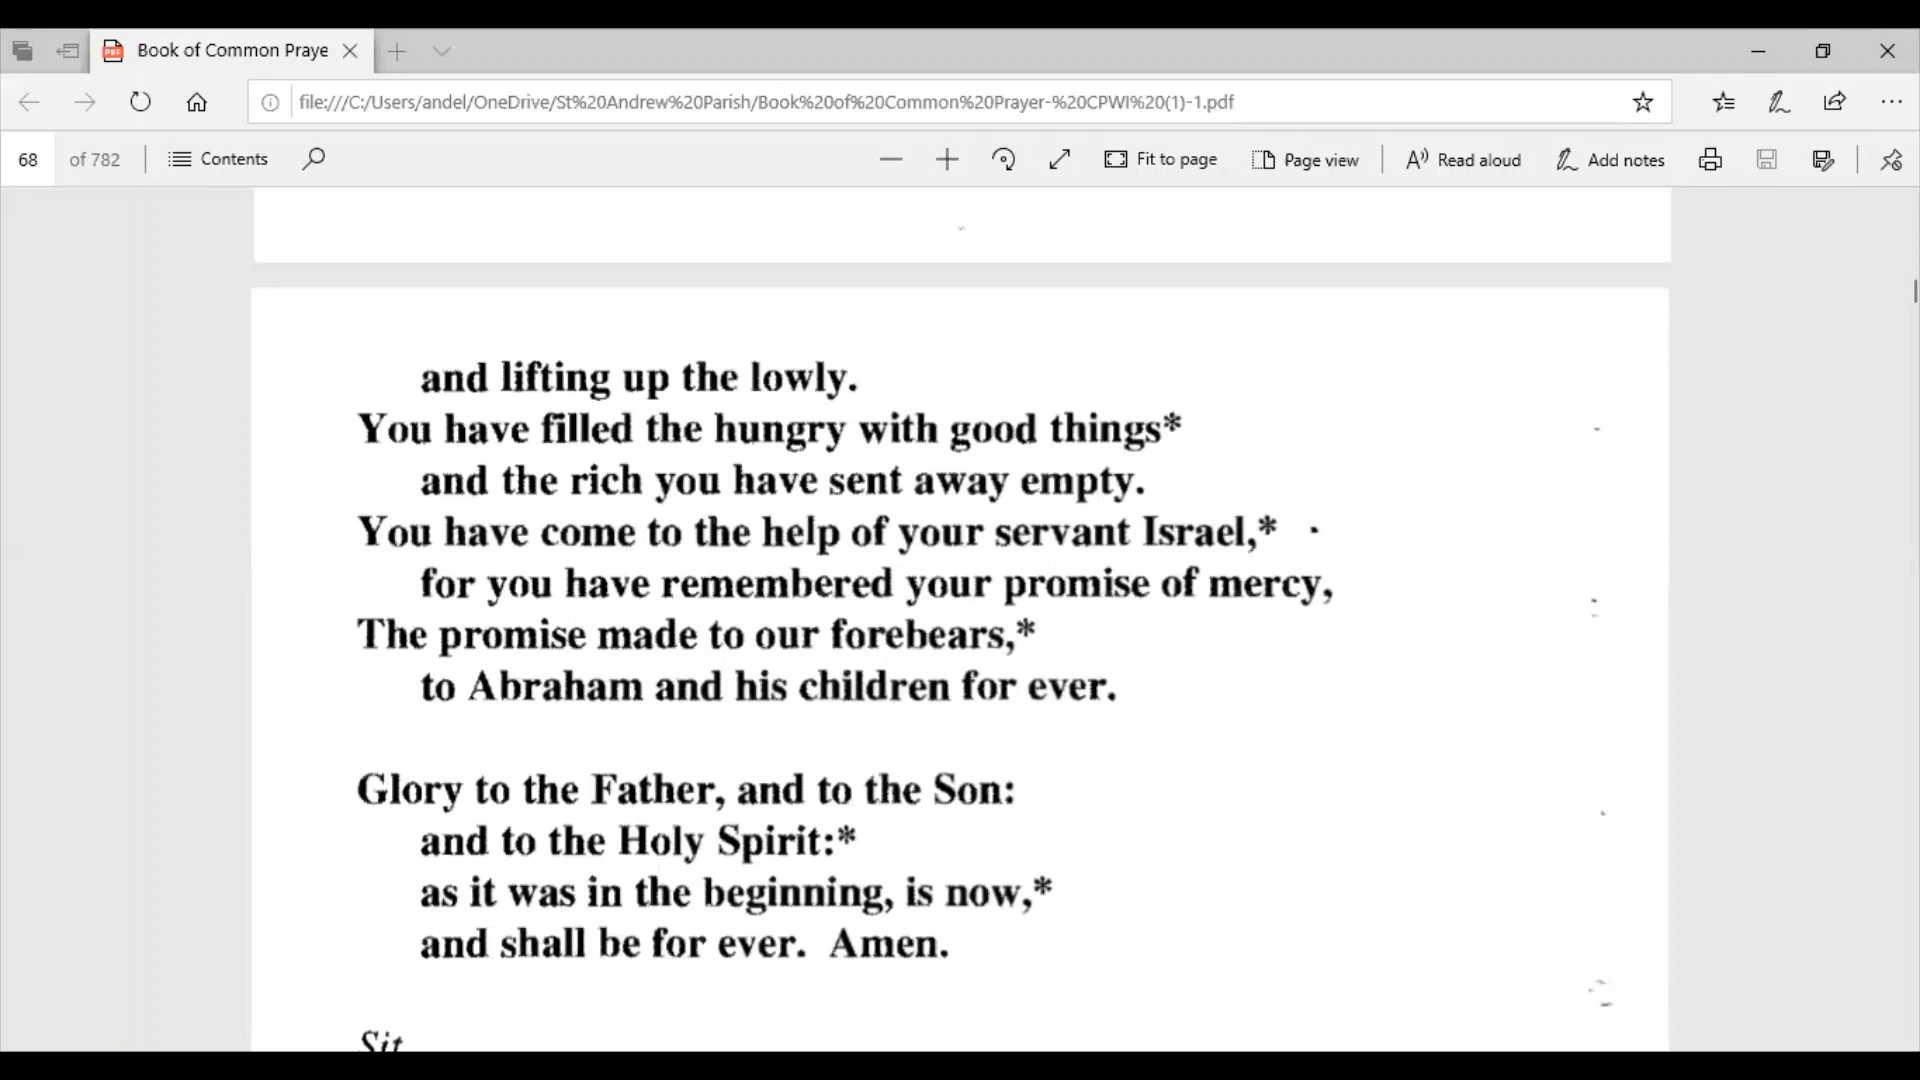 Book of Common Praye
file:///C:/Users/andel/OneDrive/St%20Andrew%20Parish/Book%20of%20Common%20Prayer-%20CPWI%20(1)-1.pdf
68 of 782 Contents Fit to page Page view Read aloud Add notes
and lifting up the lowly.
You have filled the hungry with good things*
and the rich you have sent away empty.
You have come to the help of your servant Israel,*
for you have remembered your promise of mercy,
The promise made to our forebears,*
to Abraham and his children for ever.
Glory to the Father, and to the Son:
and to the Holy Spirit:*
as it was in the beginning, is now,*
and shall be for ever. Amen.
Sit